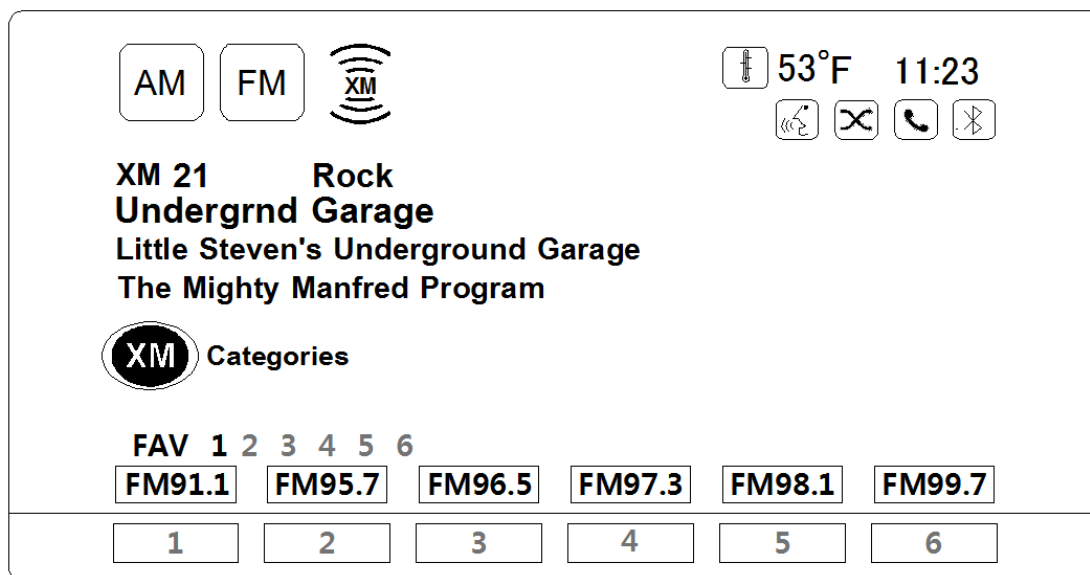 AM FM XM 53°F 11:23
XM 21 Rock
Undergrnd Garage
Little Steven's Underground Garage
The Mighty Manfred Program
XM Categories
FAV 1 2 3 4 5 6
FM91.1 FM95.7 FM96.5 FM97.3 FM98.1 FM99.7
1 2 3 4 5 6